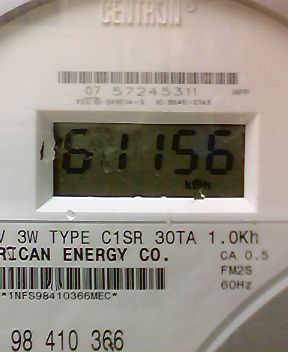 CENTRON®
07 57245311
61156
kWh
V 3W TYPE C1SR 30TA 1.0Kh
RICAN ENERGY CO.
CA 0.5
FM2S
60Hz
*1NFS98410366MEC*
98 410 366